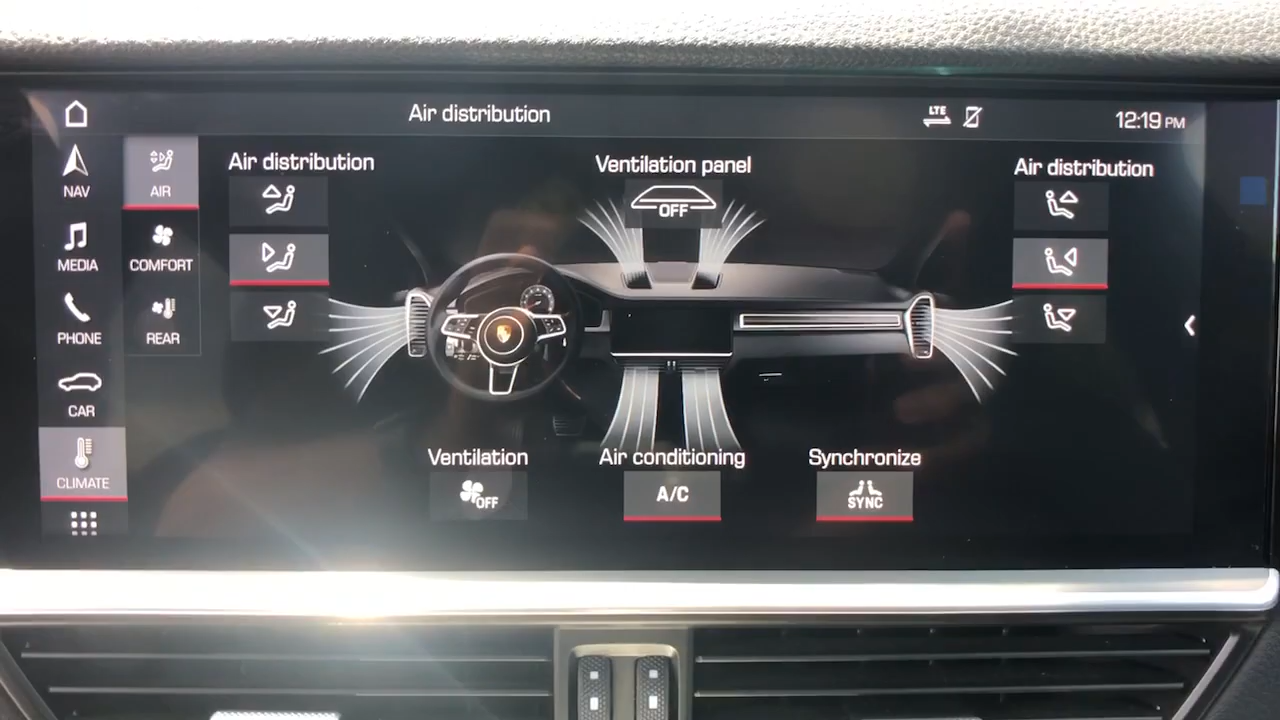 Air distribution
LTE
12:19 PM
NAV
MEDIA
PHONE
CAR
CLIMATE
AIR
COMFORT
REAR
Air distribution
Ventilation panel
OFF
Air distribution
Ventilation
OFF
Air conditioning
A/C
Synchronize
SYNC